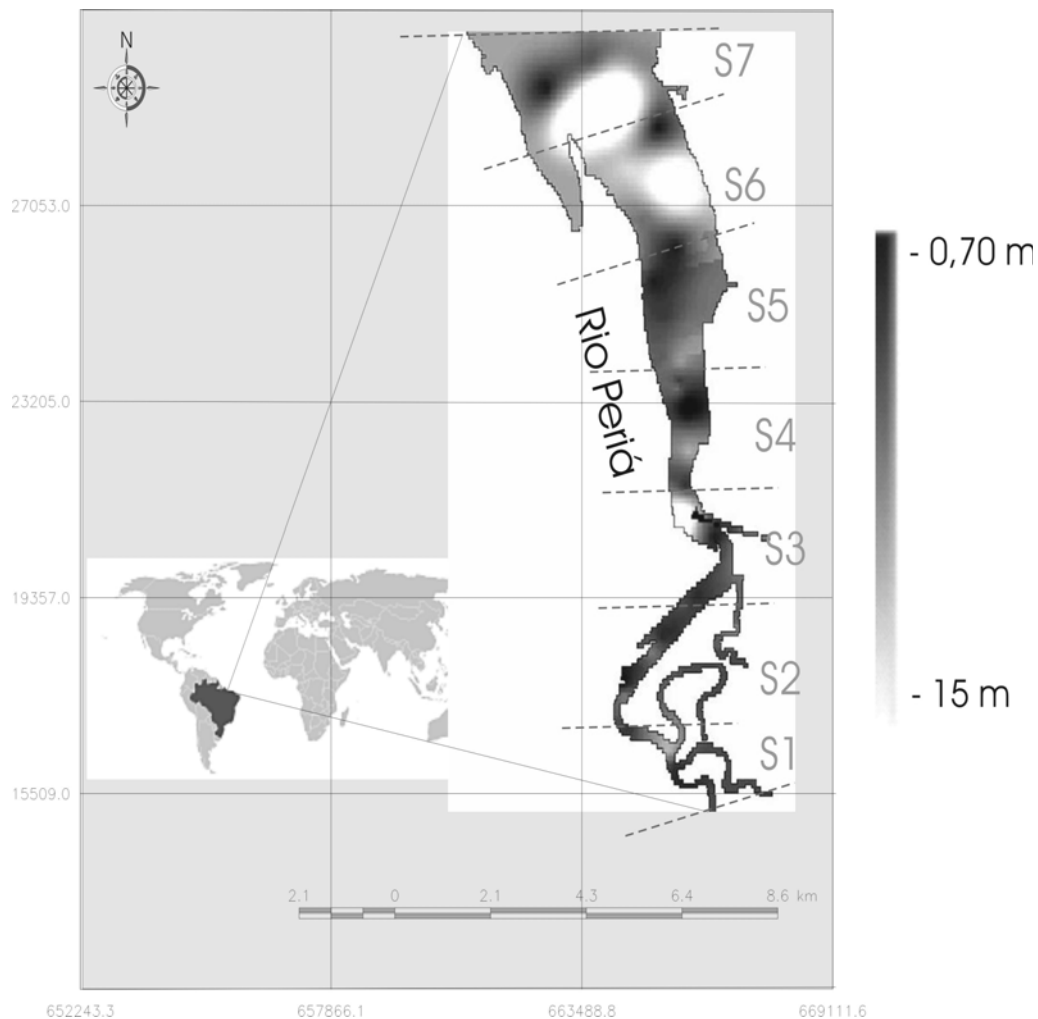 N
S7
S6
27053.0
- 0,70 m
S5
Rio Periá
23205.0
S4
S3
19357.0
S2
- 15 m
S1
15509.0
2.1 0 2.1 4.3 6.4 8.6 km
652243.3 657866.1 663488.8 669111.6